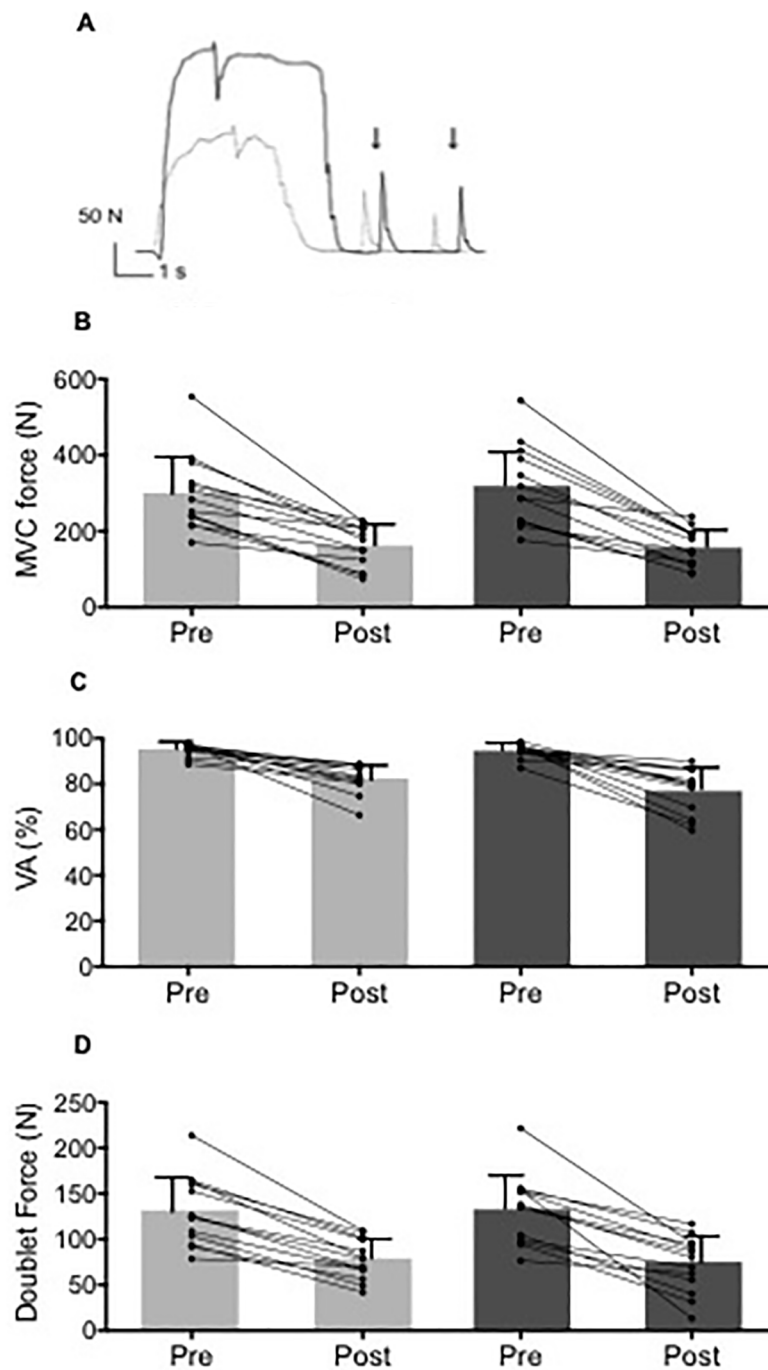 A
50 N
1 s
B
MVC force (N)
600
400
200
0
Pre Post Pre Post
C
VA (%)
100
80
60
40
20
0
Pre Post Pre Post
D
Doublet Force (N)
250
200
150
100
50
0
Pre Post Pre Post